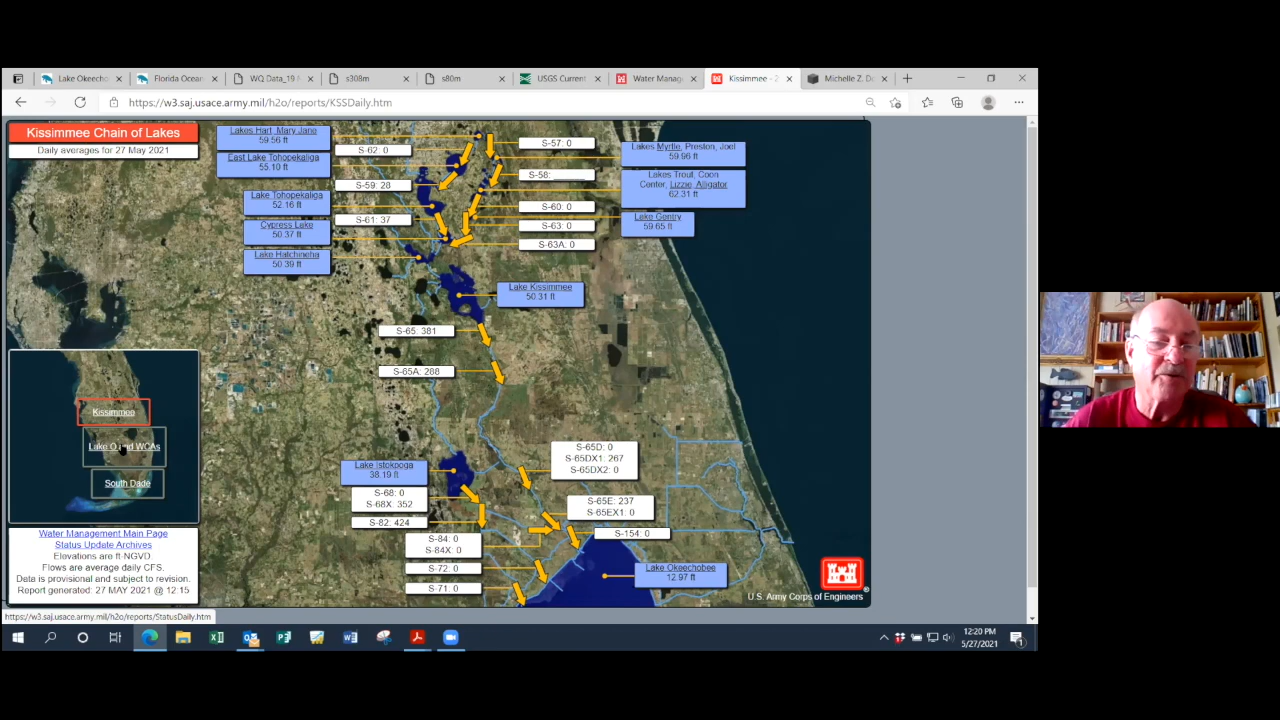 Lake Okeech
Florida Ocean
WQ Data_19 F
s308m
s80m
USGS Current
Water Manag
Kissimmee - 2
Michelle Z. Do
https://w3.saj.usace.army.mil/h2o/reports/KSSDaily.htm
Kissimmee Chain of Lakes
Daily averages for 27 May 2021
Lakes Hart, Mary Jane
59.56 ft
S-62: 0
East Lake Tohopekaliga
55.10 ft
S-59: 28
Lake Tohopekaliga
52.16 ft
S-61: 37
Cypress Lake
50.37 ft
Lake Hatchineha
50.39 ft
S-57: 0
Lakes Myrtle, Preston, Joel
59.96 ft
S-58: ______
Lakes Trout, Coon
Center, Lizzie, Alligator
62.31 ft
S-60: 0
Lake Gentry
59.65 ft
S-63: 0
S-63A: 0
Lake Kissimmee
50.31 ft
S-65: 381
S-65A: 288
Kissimmee
Lake O and WCAs
South Dade
Lake Istokpoga
38.19 ft
S-68: 0
S-68X: 352
S-82: 424
S-84: 0
S-84X: 0
S-72: 0
S-71: 0
S-65D: 0
S-65DX1: 267
S-65DX2: 0
S-65E: 237
S-65EX1: 0
S-154: 0
Lake Okeechobee
12.97 ft
U.S. Army Corps of Engineers
®
Water Management Main Page
Status Update Archives
Elevations are ft-NGVD
Flows are average daily CFS.
Data is provisional and subject to revision.
Report generated: 27 MAY 2021 @ 12:15
https://w3.saj.usace.army.mil/h2o/reports/StatusDaily.htm
12:20 PM
5/27/2021
1